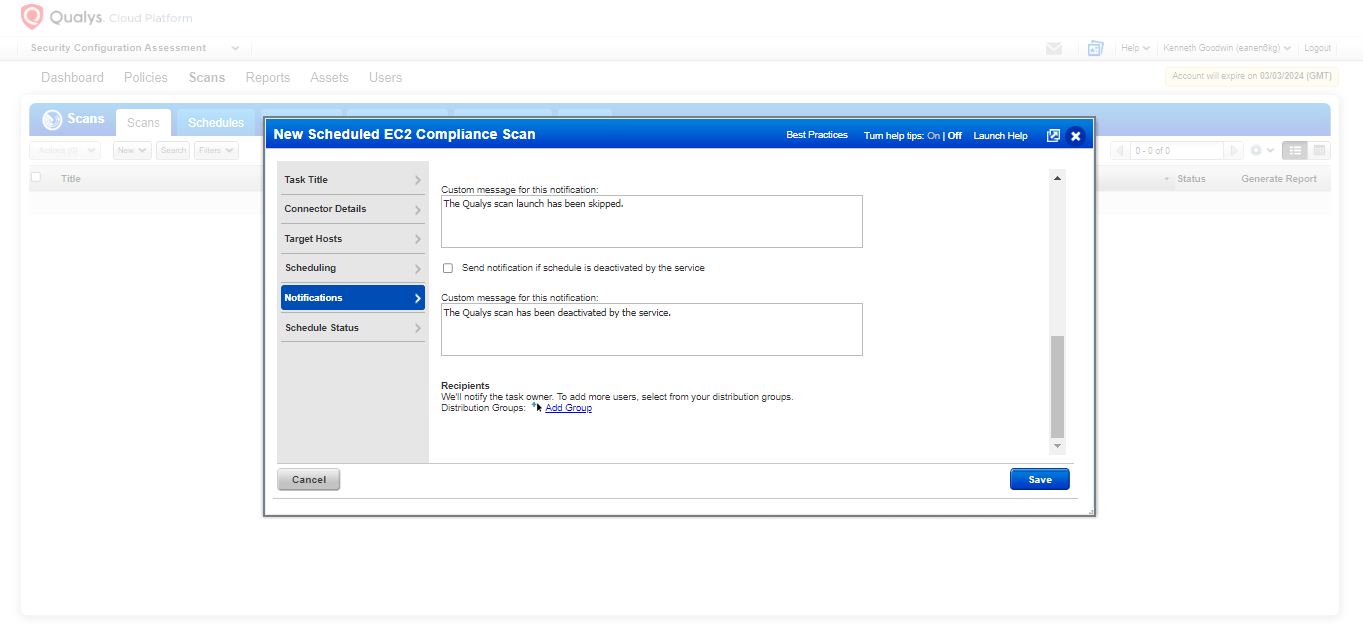 Qualys. Cloud Platform
Security Configuration Assessment
Help
Kenneth Goodwin (eanen6kg)
Logout
Dashboard
Policies
Scans
Reports
Assets
Users
Account will expire on 03/03/2024 (GMT)
Scans
Scans
Schedules
Actions (0)
New
Search
Filters
0 - 0 of 0
Title
Status
Generate Report
New Scheduled EC2 Compliance Scan
Best Practices
Turn help tips: On | Off
Launch Help
Task Title
Connector Details
Target Hosts
Scheduling
Notifications
Schedule Status
Custom message for this notification:
The Qualys scan launch has been skipped.
Send notification if schedule is deactivated by the service
Custom message for this notification:
The Qualys scan has been deactivated by the service.
Recipients
We'll notify the task owner. To add more users, select from your distribution groups.
Distribution Groups: Add Group
Cancel
Save